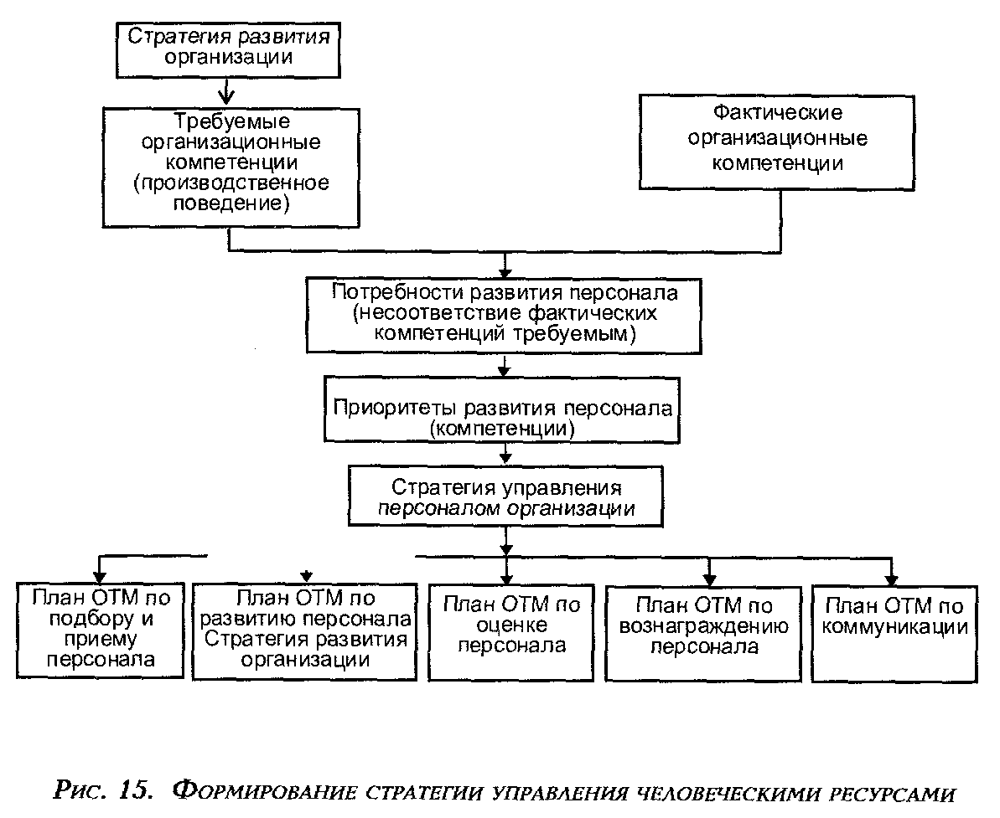 Стратегия развития
организации
Требуемые
организационные
компетенции
(производственное
поведение)
Фактические
организационные
компетенции
Потребности развития персонала
(несоответствие фактических
компетенций требуемым)
Приоритеты развития персонала
(компетенции)
Стратегия управления
персоналом организации
План ОТМ по
подбору и
приему
персонала
План ОТМ по
развитию персонала
Стратегия развития
организации
План ОТМ по
оценке
персонала
План ОТМ по
вознаграждению
персонала
План ОТМ по
коммуникации
Рис. 15. Формирование стратегии управления человеческими ресурсами